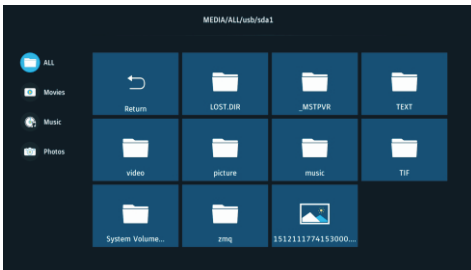 MEDIA/ALL/usb/sda1
ALL
Movies
Music
Photos
Return
LOST.DIR
_MSTPVR
TEXT
video
picture
music
TIF
System Volume...
zmq
1512111774153000...